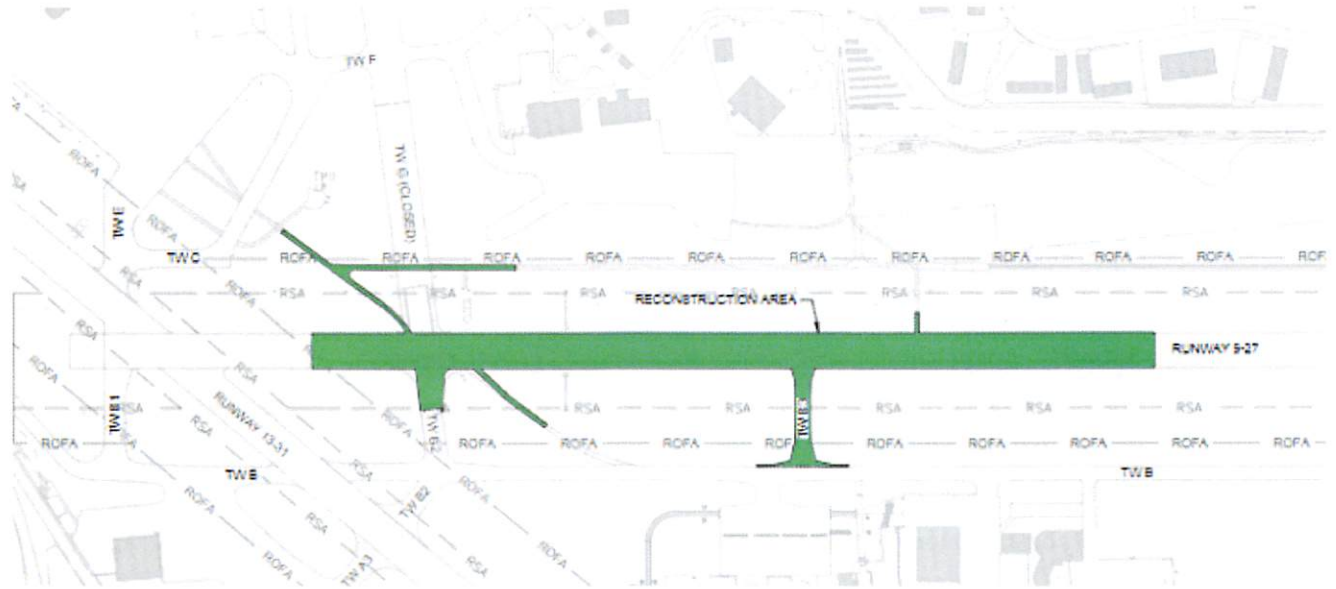 TW F
ROFA
RSA
TW E
ROFA
TW G (CLOSED)
TW C
ROFA ROFA ROFA ROFA ROFA ROFA ROFA ROFA ROFA
RSA
ROFA
RSA RSA RSA RSA RSA RSA
RECONSTRUCTION AREA
RSA
RUNWAY 9-27
ROFA
RSA
RUNWAY 13-31
TW B1
RSA RSA RSA RSA RSA
RSA
TW G2
ROFA ROFA ROFA ROFA ROFA ROFA ROFA ROFA
RSA
TW B
TW B
ROFA
ROFA
TW B2
RSA
ROFA
ROFA
TW A3
RSA